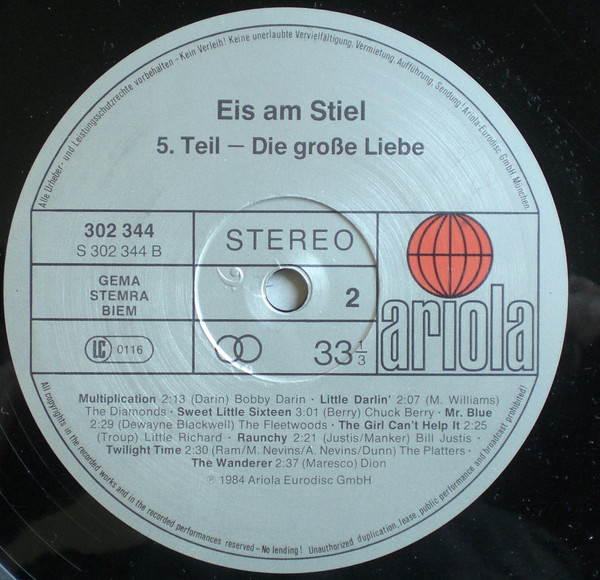 Alle Urheber- und Leistungsschutzrechte vorbehalten – Kein Verleih! Keine unerlaubte Vervielfältigung, Vermietung, Aufführung, Sendung! Ariola-Eurodisc GmbH, München
Eis am Stiel
5. Teil – Die große Liebe
302 344
S 302 344 B
STEREO
GEMA
STEMRA
BIEM
2
ariola
LC 0116
33 1/3
Multiplication 2:13 (Darin) Bobby Darin · Little Darlin' 2:07 (M. Williams)
The Diamonds · Sweet Little Sixteen 3:01 (Berry) Chuck Berry · Mr. Blue
2:29 (Dewayne Blackwell) The Fleetwoods · The Girl Can't Help It 2:25
(Troup) Little Richard · Raunchy 2:21 (Justis/Manker) Bill Justis ·
Twilight Time 2:30 (Ram/M. Nevins/A. Nevins/Dunn) The Platters ·
The Wanderer 2:37 (Maresco) Dion
℗ 1984 Ariola Eurodisc GmbH
All copyrights in the recorded works and in the recorded performances reserved – No lending! Unauthorized duplication, lease, public performance and broadcast prohibited!